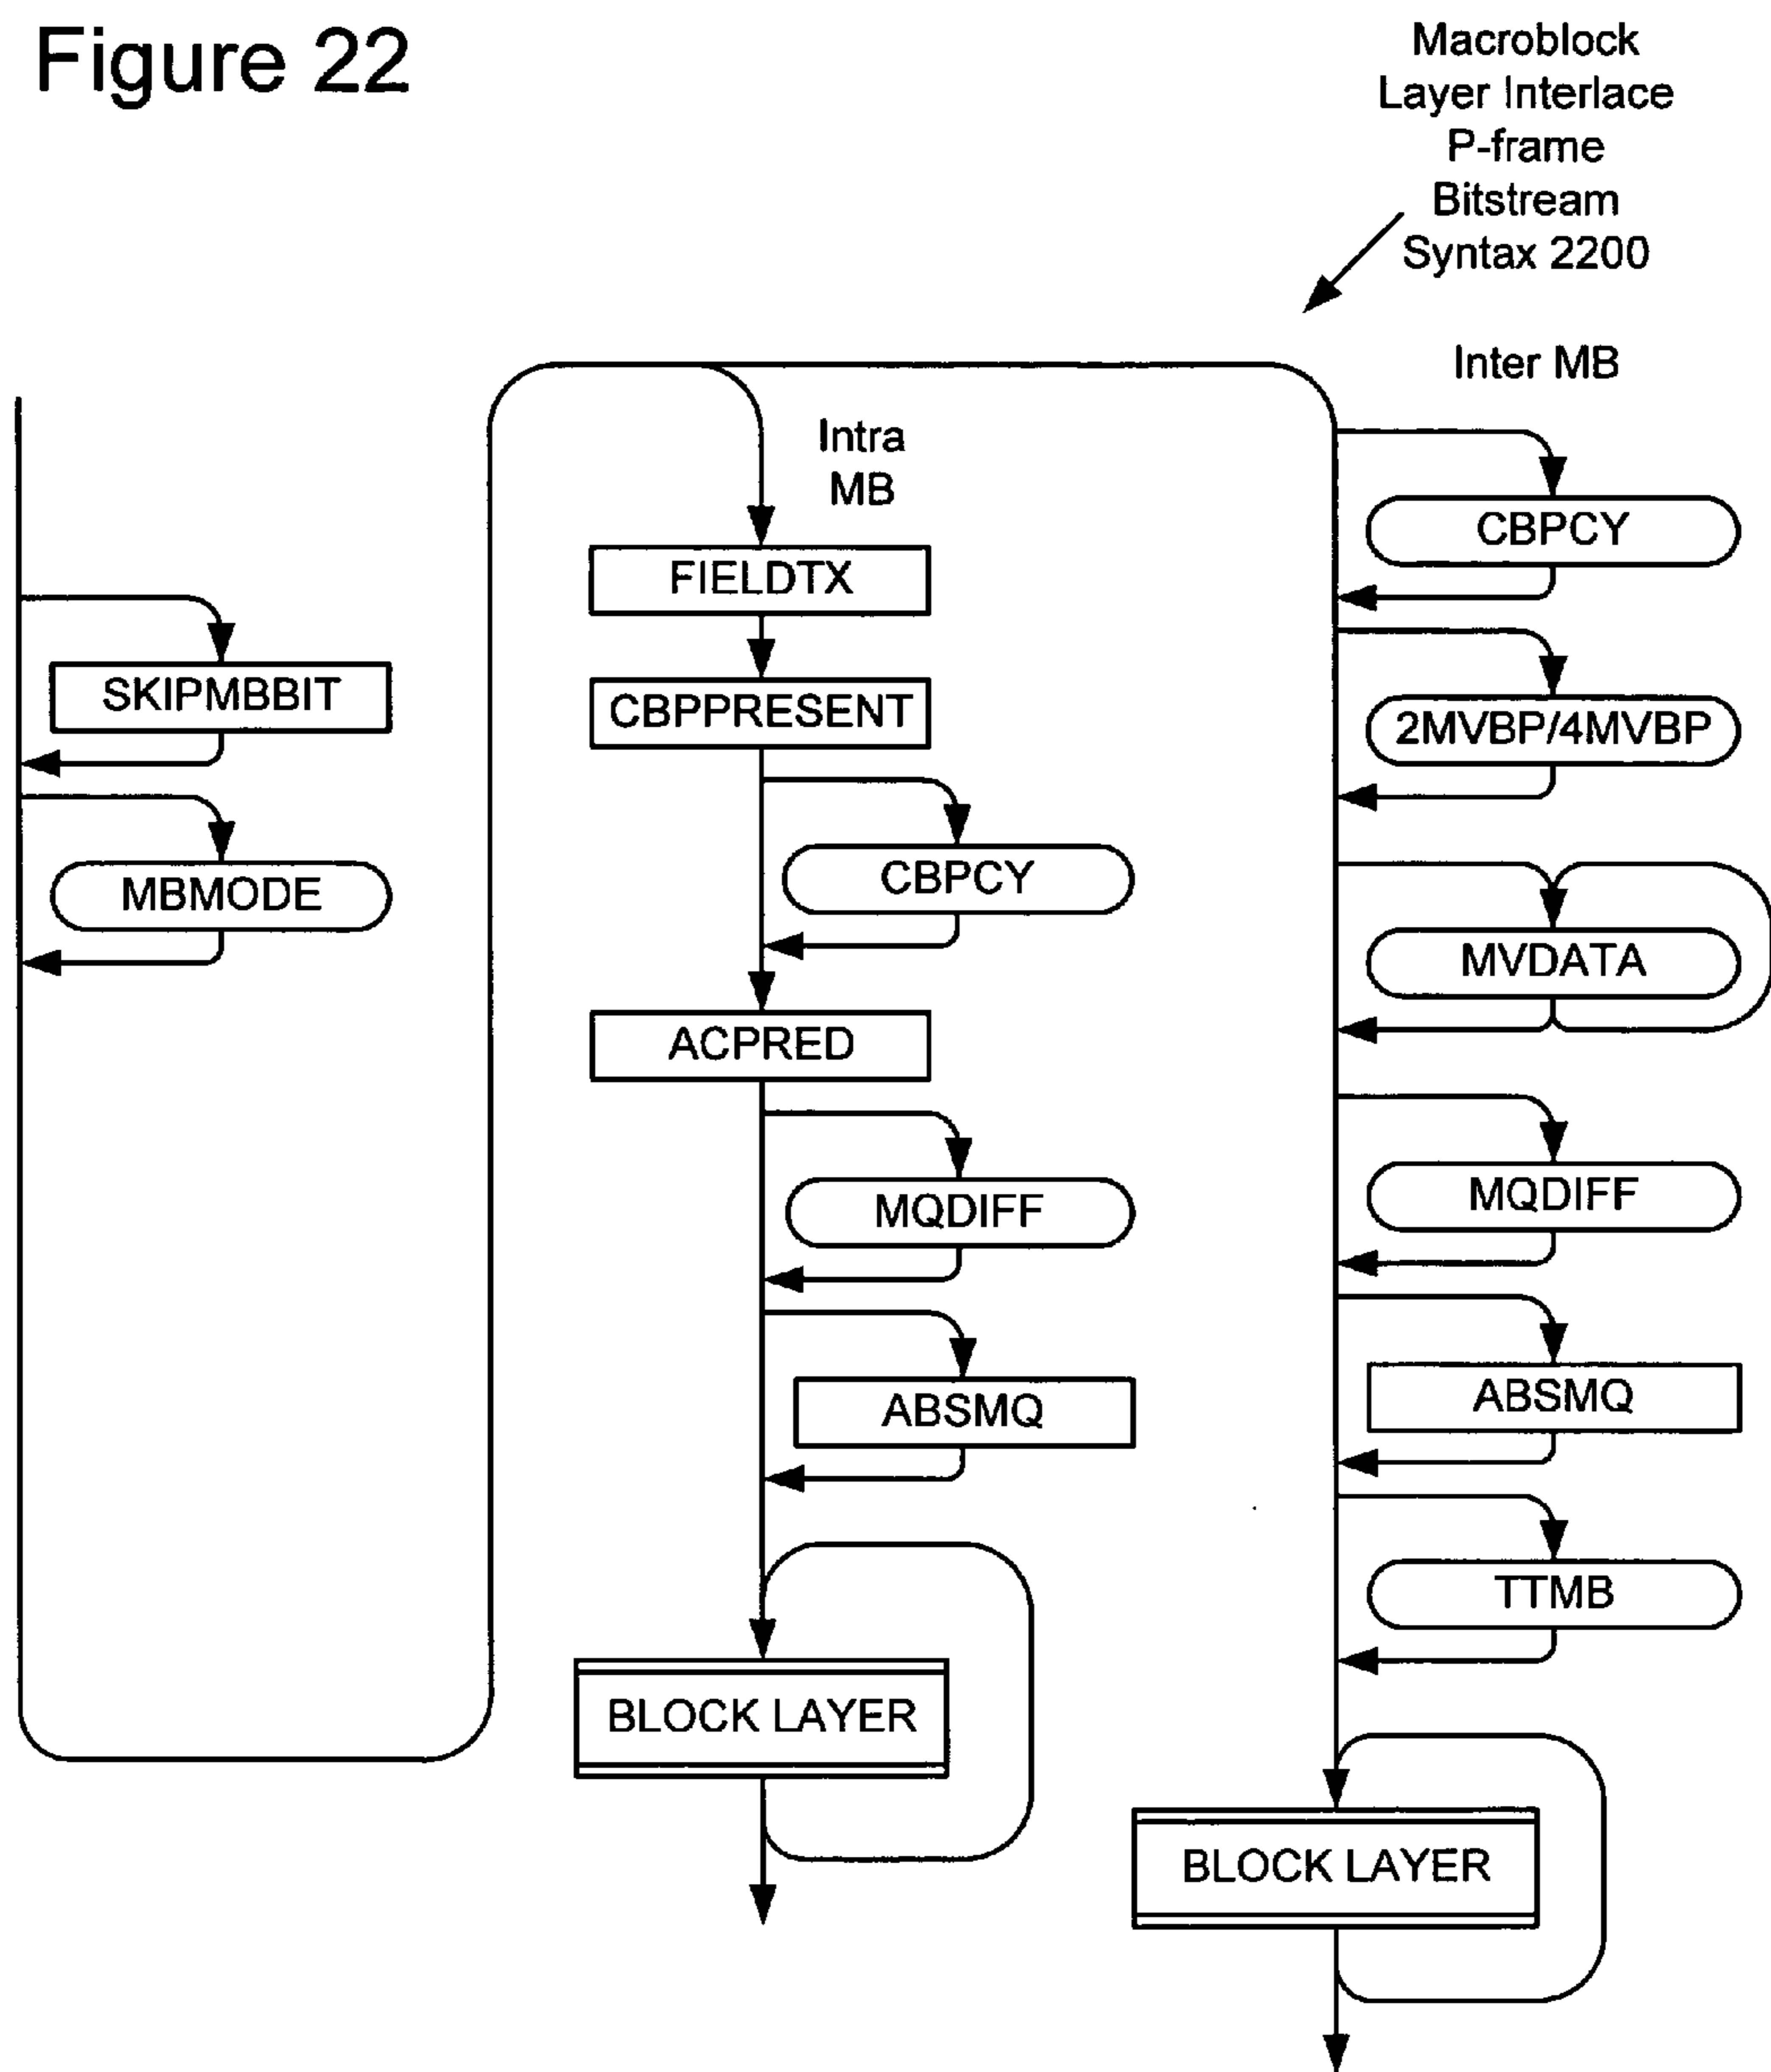 Figure 22
Macroblock
Layer Interlace
P-frame
Bitstream
Syntax 2200
SKIPMBBIT
MBMODE
Intra
MB
FIELDTX
CBPPRESENT
CBPCY
ACPRED
MQDIFF
ABSMQ
BLOCK LAYER
Inter MB
CBPCY
2MVBP/4MVBP
MVDATA
MQDIFF
ABSMQ
TTMB
BLOCK LAYER